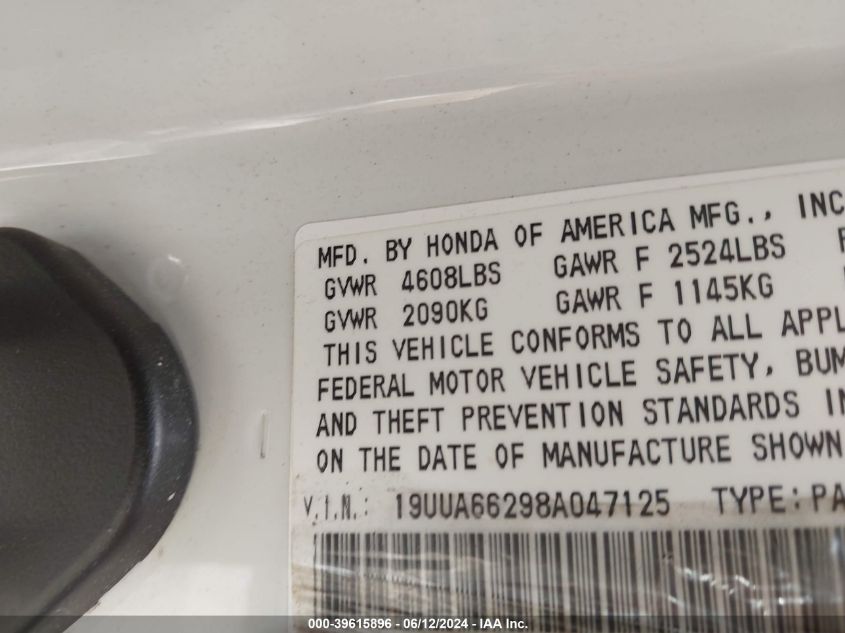 MFD. BY HONDA OF AMERICA MFG., INC
GVWR 4608LBS GAWR F 2524LBS
GVWR 2090KG GAWR F 1145KG
THIS VEHICLE CONFORMS TO ALL APPL
FEDERAL MOTOR VEHICLE SAFETY, BUM
AND THEFT PREVENTION STANDARDS IN
ON THE DATE OF MANUFACTURE SHOWN
V.I.N.: 19UUA66298A047125 TYPE:PA
000-39615896 - 06/12/2024 - IAA Inc.